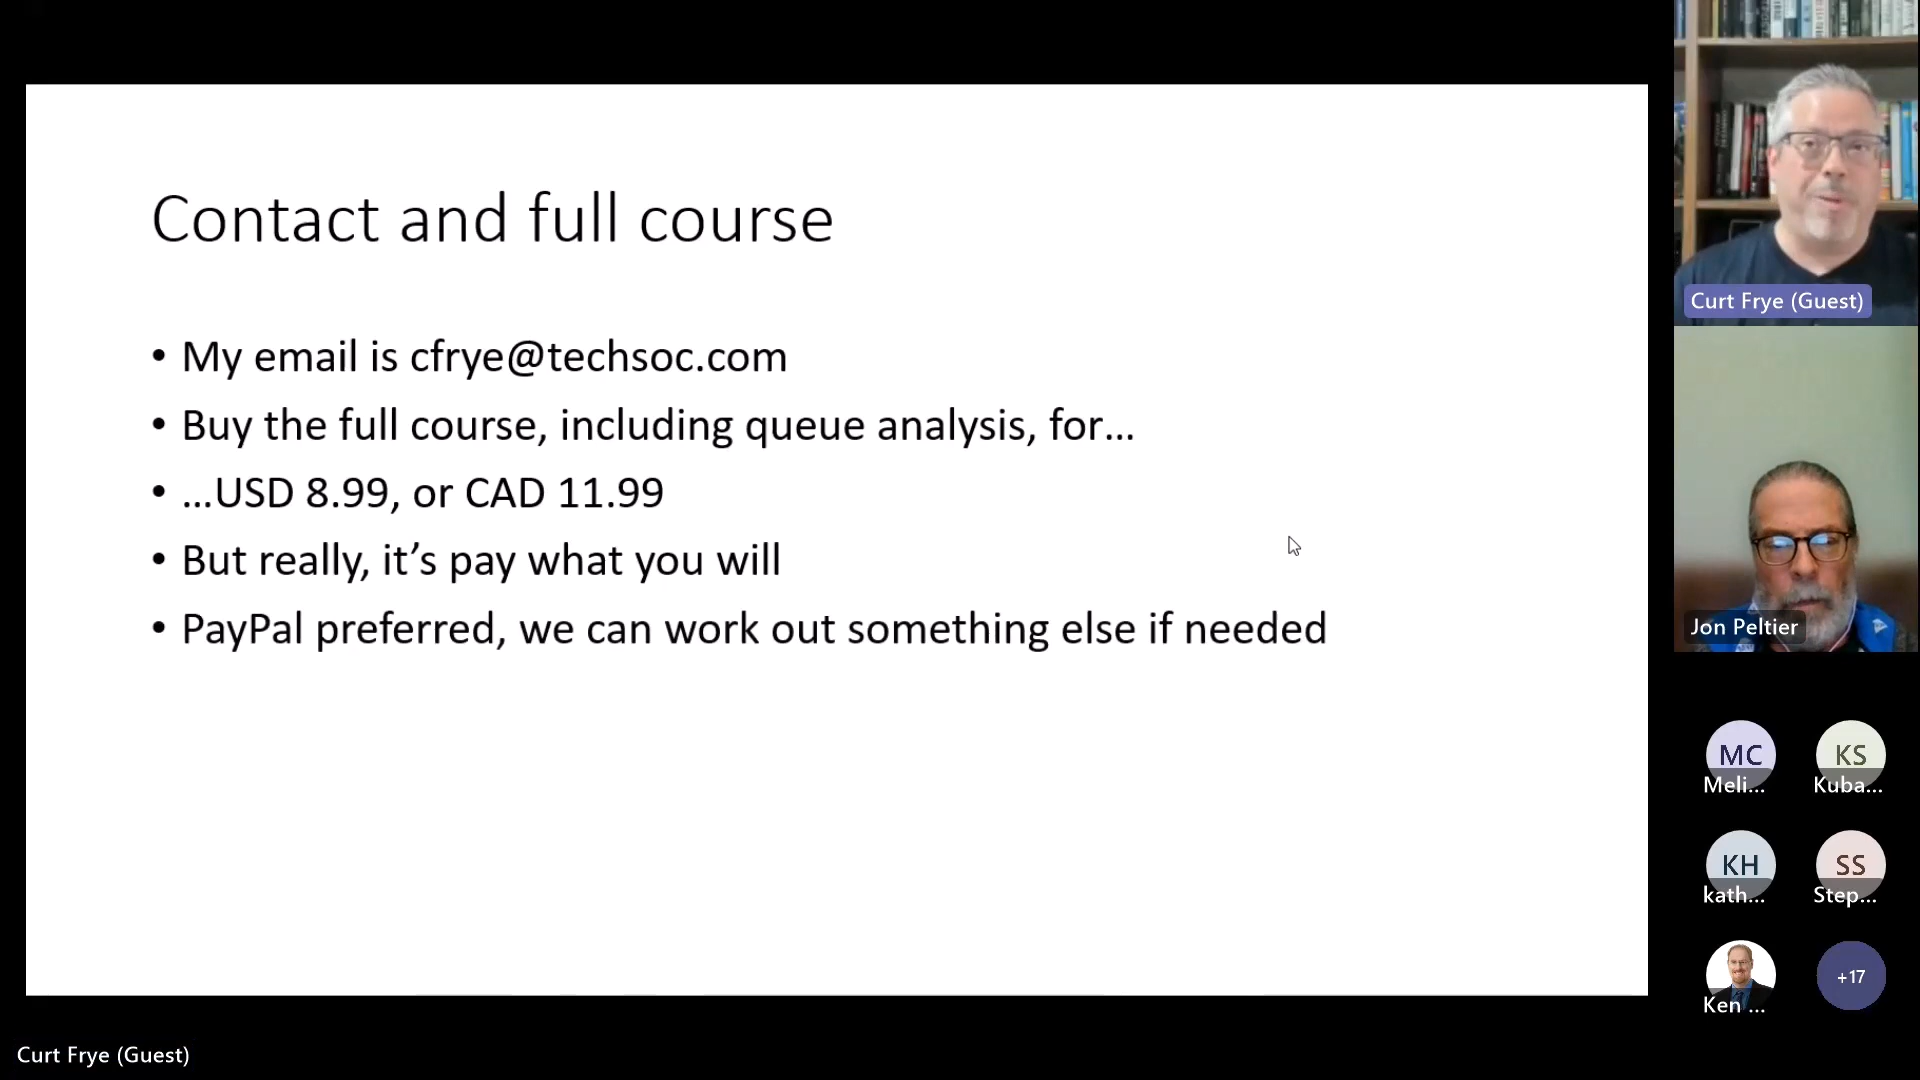 Contact and full course
• My email is cfrye@techsoc.com
• Buy the full course, including queue analysis, for…
• …USD 8.99, or CAD 11.99
• But really, it’s pay what you will
• PayPal preferred, we can work out something else if needed
Curt Frye (Guest)
Jon Peltier
MC
Meli...
KS
Kuba...
KH
kath...
SS
Step...
Ken ...
+17
Curt Frye (Guest)